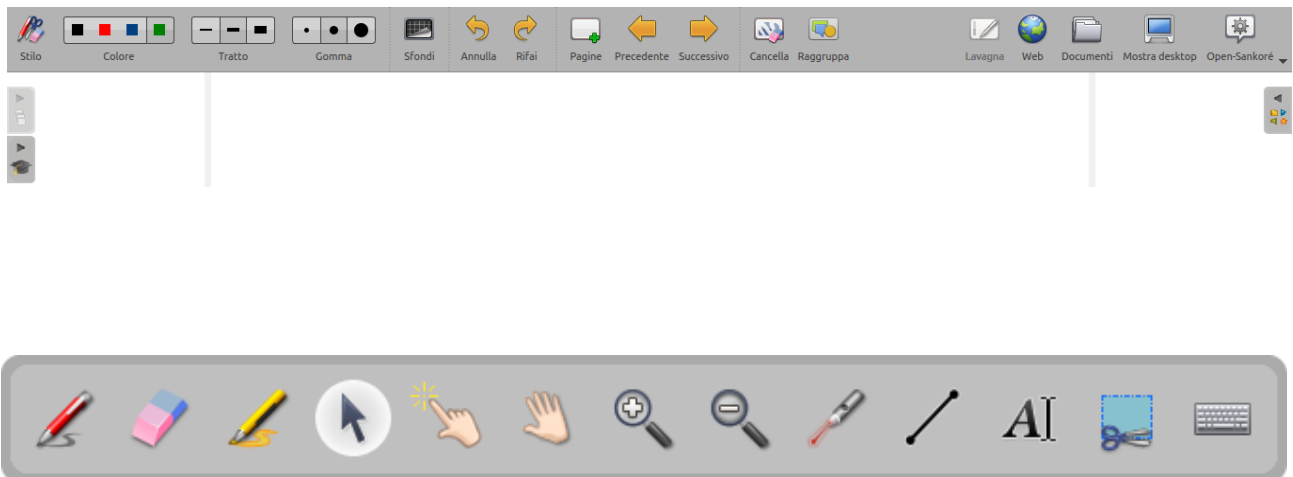 Stilo Colore Tratto Gomma Sfondi Annulla Rifai Pagine Precedente Successivo Cancella Raggruppa Lavagna Web Documenti Mostra desktop Open-Sankoré
AI